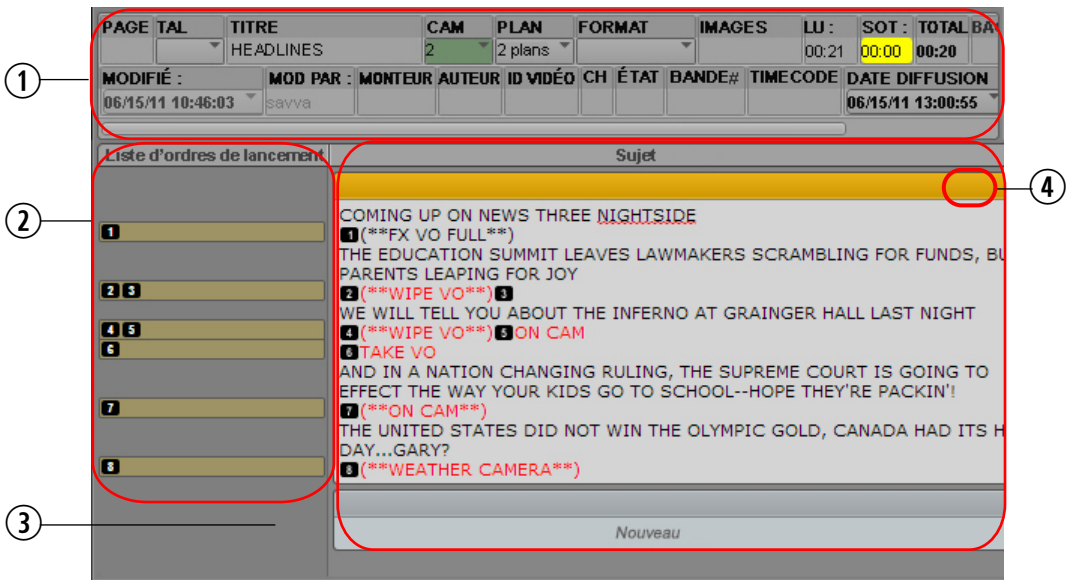 PAGE TAL TITRE CAM PLAN FORMAT IMAGES LU : SOT : TOTAL BA
HEADLINES 2 2 plans 00:21 00:00 00:20
MODIFIÉ : MOD PAR : MONTEUR AUTEUR ID VIDÉO CH ÉTAT BANDE# TIMECODE DATE DIFFUSION
06/15/11 10:46:03 savva 06/15/11 13:00:55
1
Liste d'ordres de lancement Sujet
4
COMING UP ON NEWS THREE NIGHTSIDE
2
1 1(**FX VO FULL**)
THE EDUCATION SUMMIT LEAVES LAWMAKERS SCRAMBLING FOR FUNDS, BU
PARENTS LEAPING FOR JOY
2 3 2(**WIPE VO**)3
WE WILL TELL YOU ABOUT THE INFERNO AT GRAINGER HALL LAST NIGHT
4 5 4(**WIPE VO**)5ON CAM
6 6TAKE VO
AND IN A NATION CHANGING RULING, THE SUPREME COURT IS GOING TO
EFFECT THE WAY YOUR KIDS GO TO SCHOOL--HOPE THEY'RE PACKIN'!
7 7(**ON CAM**)
THE UNITED STATES DID NOT WIN THE OLYMPIC GOLD, CANADA HAD ITS H
DAY...GARY?
8 8(**WEATHER CAMERA**)
3
Nouveau